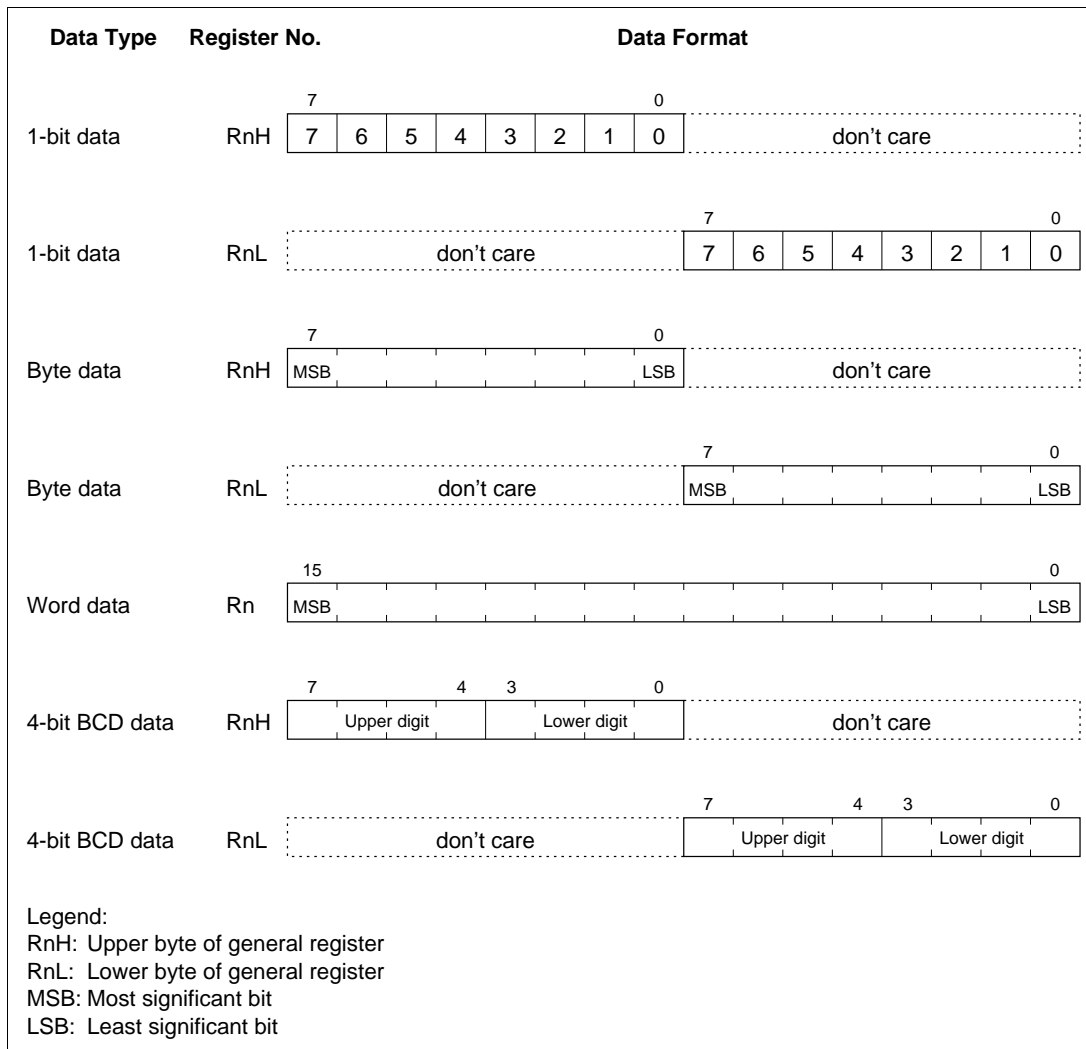 Data Type Register No. Data Format
7 0
1-bit data RnH 7 6 5 4 3 2 1 0 don't care
7 0
1-bit data RnL don't care 7 6 5 4 3 2 1 0
7 0
Byte data RnH MSB LSB don't care
7 0
Byte data RnL don't care MSB LSB
15 0
Word data Rn MSB LSB
7 4 3 0
4-bit BCD data RnH Upper digit Lower digit don't care
7 4 3 0
4-bit BCD data RnL don't care Upper digit Lower digit
Legend:
RnH: Upper byte of general register
RnL: Lower byte of general register
MSB: Most significant bit
LSB: Least significant bit